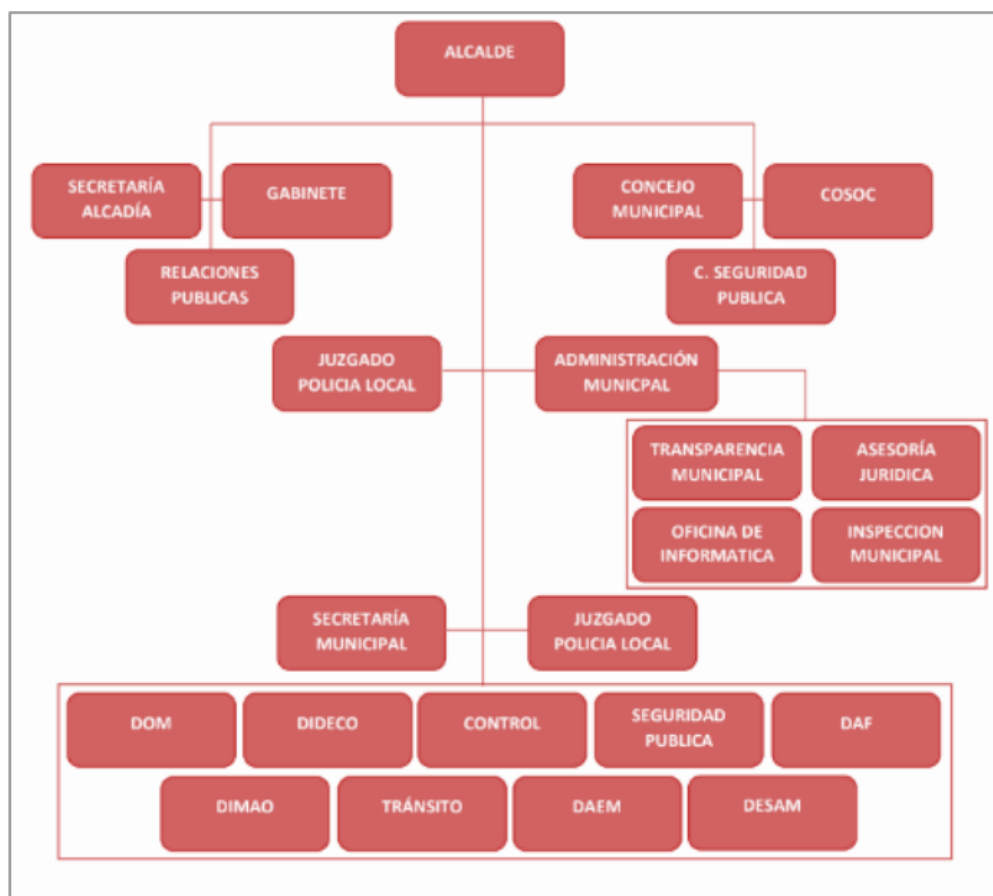 ALCALDE
SECRETARÍA
ALCADÍA
GABINETE
RELACIONES
PUBLICAS
CONCEJO
MUNICIPAL
COSOC
C. SEGURIDAD
PUBLICA
JUZGADO
POLICIA LOCAL
ADMINISTRACIÓN
MUNICPAL
TRANSPARENCIA
MUNICIPAL
ASESORÍA
JURIDICA
OFICINA DE
INFORMATICA
INSPECCION
MUNICIPAL
SECRETARÍA
MUNICIPAL
JUZGADO
POLICIA LOCAL
DOM
DIDECO
CONTROL
SEGURIDAD
PUBLICA
DAF
DIMAO
TRÁNSITO
DAEM
DESAM